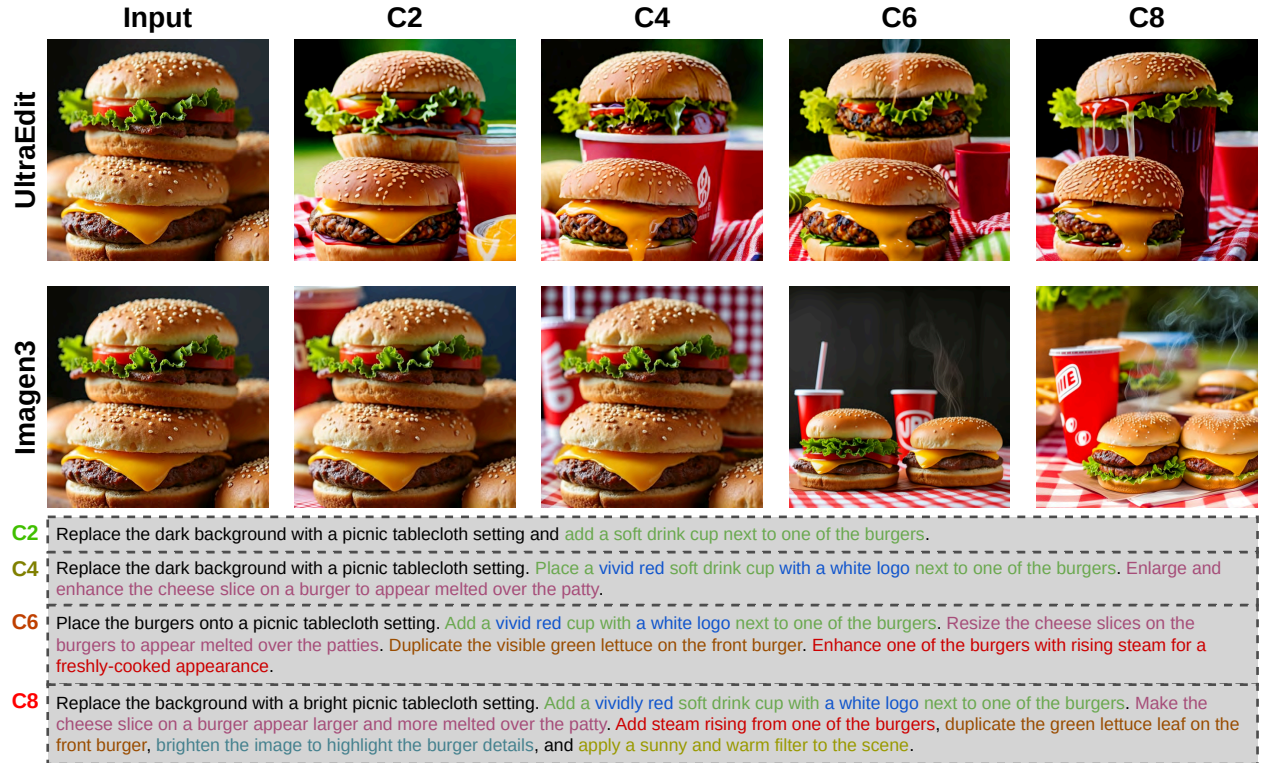 Input C2 C4 C6 C8
UltraEdit
Imagen3
C2 Replace the dark background with a picnic tablecloth setting and add a soft drink cup next to one of the burgers.
C4 Replace the dark background with a picnic tablecloth setting. Place a vivid red soft drink cup with a white logo next to one of the burgers. Enlarge and
enhance the cheese slice on a burger to appear melted over the patty.
C6 Place the burgers onto a picnic tablecloth setting. Add a vivid red cup with a white logo next to one of the burgers. Resize the cheese slices on the
burgers to appear melted over the patties. Duplicate the visible green lettuce on the front burger. Enhance one of the burgers with rising steam for a
freshly-cooked appearance.
C8 Replace the background with a bright picnic tablecloth setting. Add a vividly red soft drink cup with a white logo next to one of the burgers. Make the
cheese slice on a burger appear larger and more melted over the patty. Add steam rising from one of the burgers, duplicate the green lettuce leaf on the
front burger, brighten the image to highlight the burger details, and apply a sunny and warm filter to the scene.